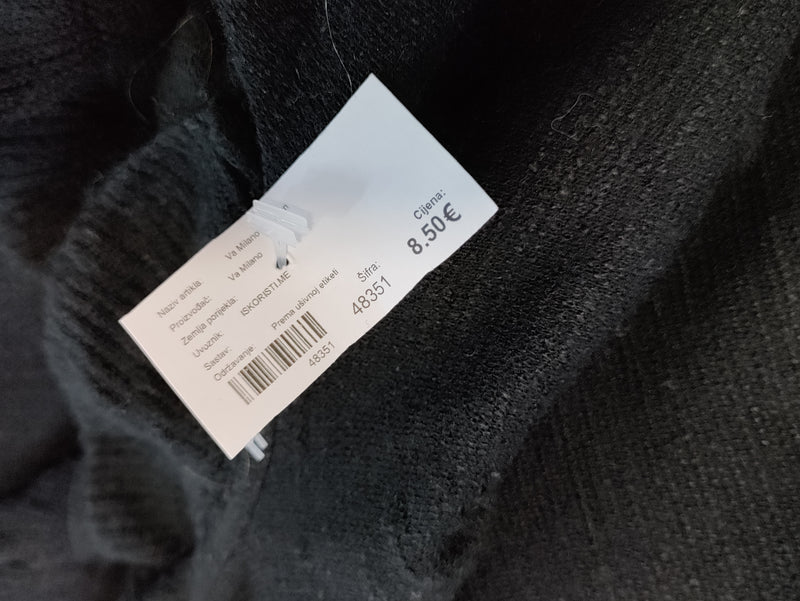 Naziv artikla: Va Milano
Proizvođač: Va Milano
Zemlja porijekla:
Uvoznik: ISKORISTI.ME
Sastav:
Održavanje: Prema ušivnoj etiketi
48351
Šifra:
48351
Cijena:
8.50€